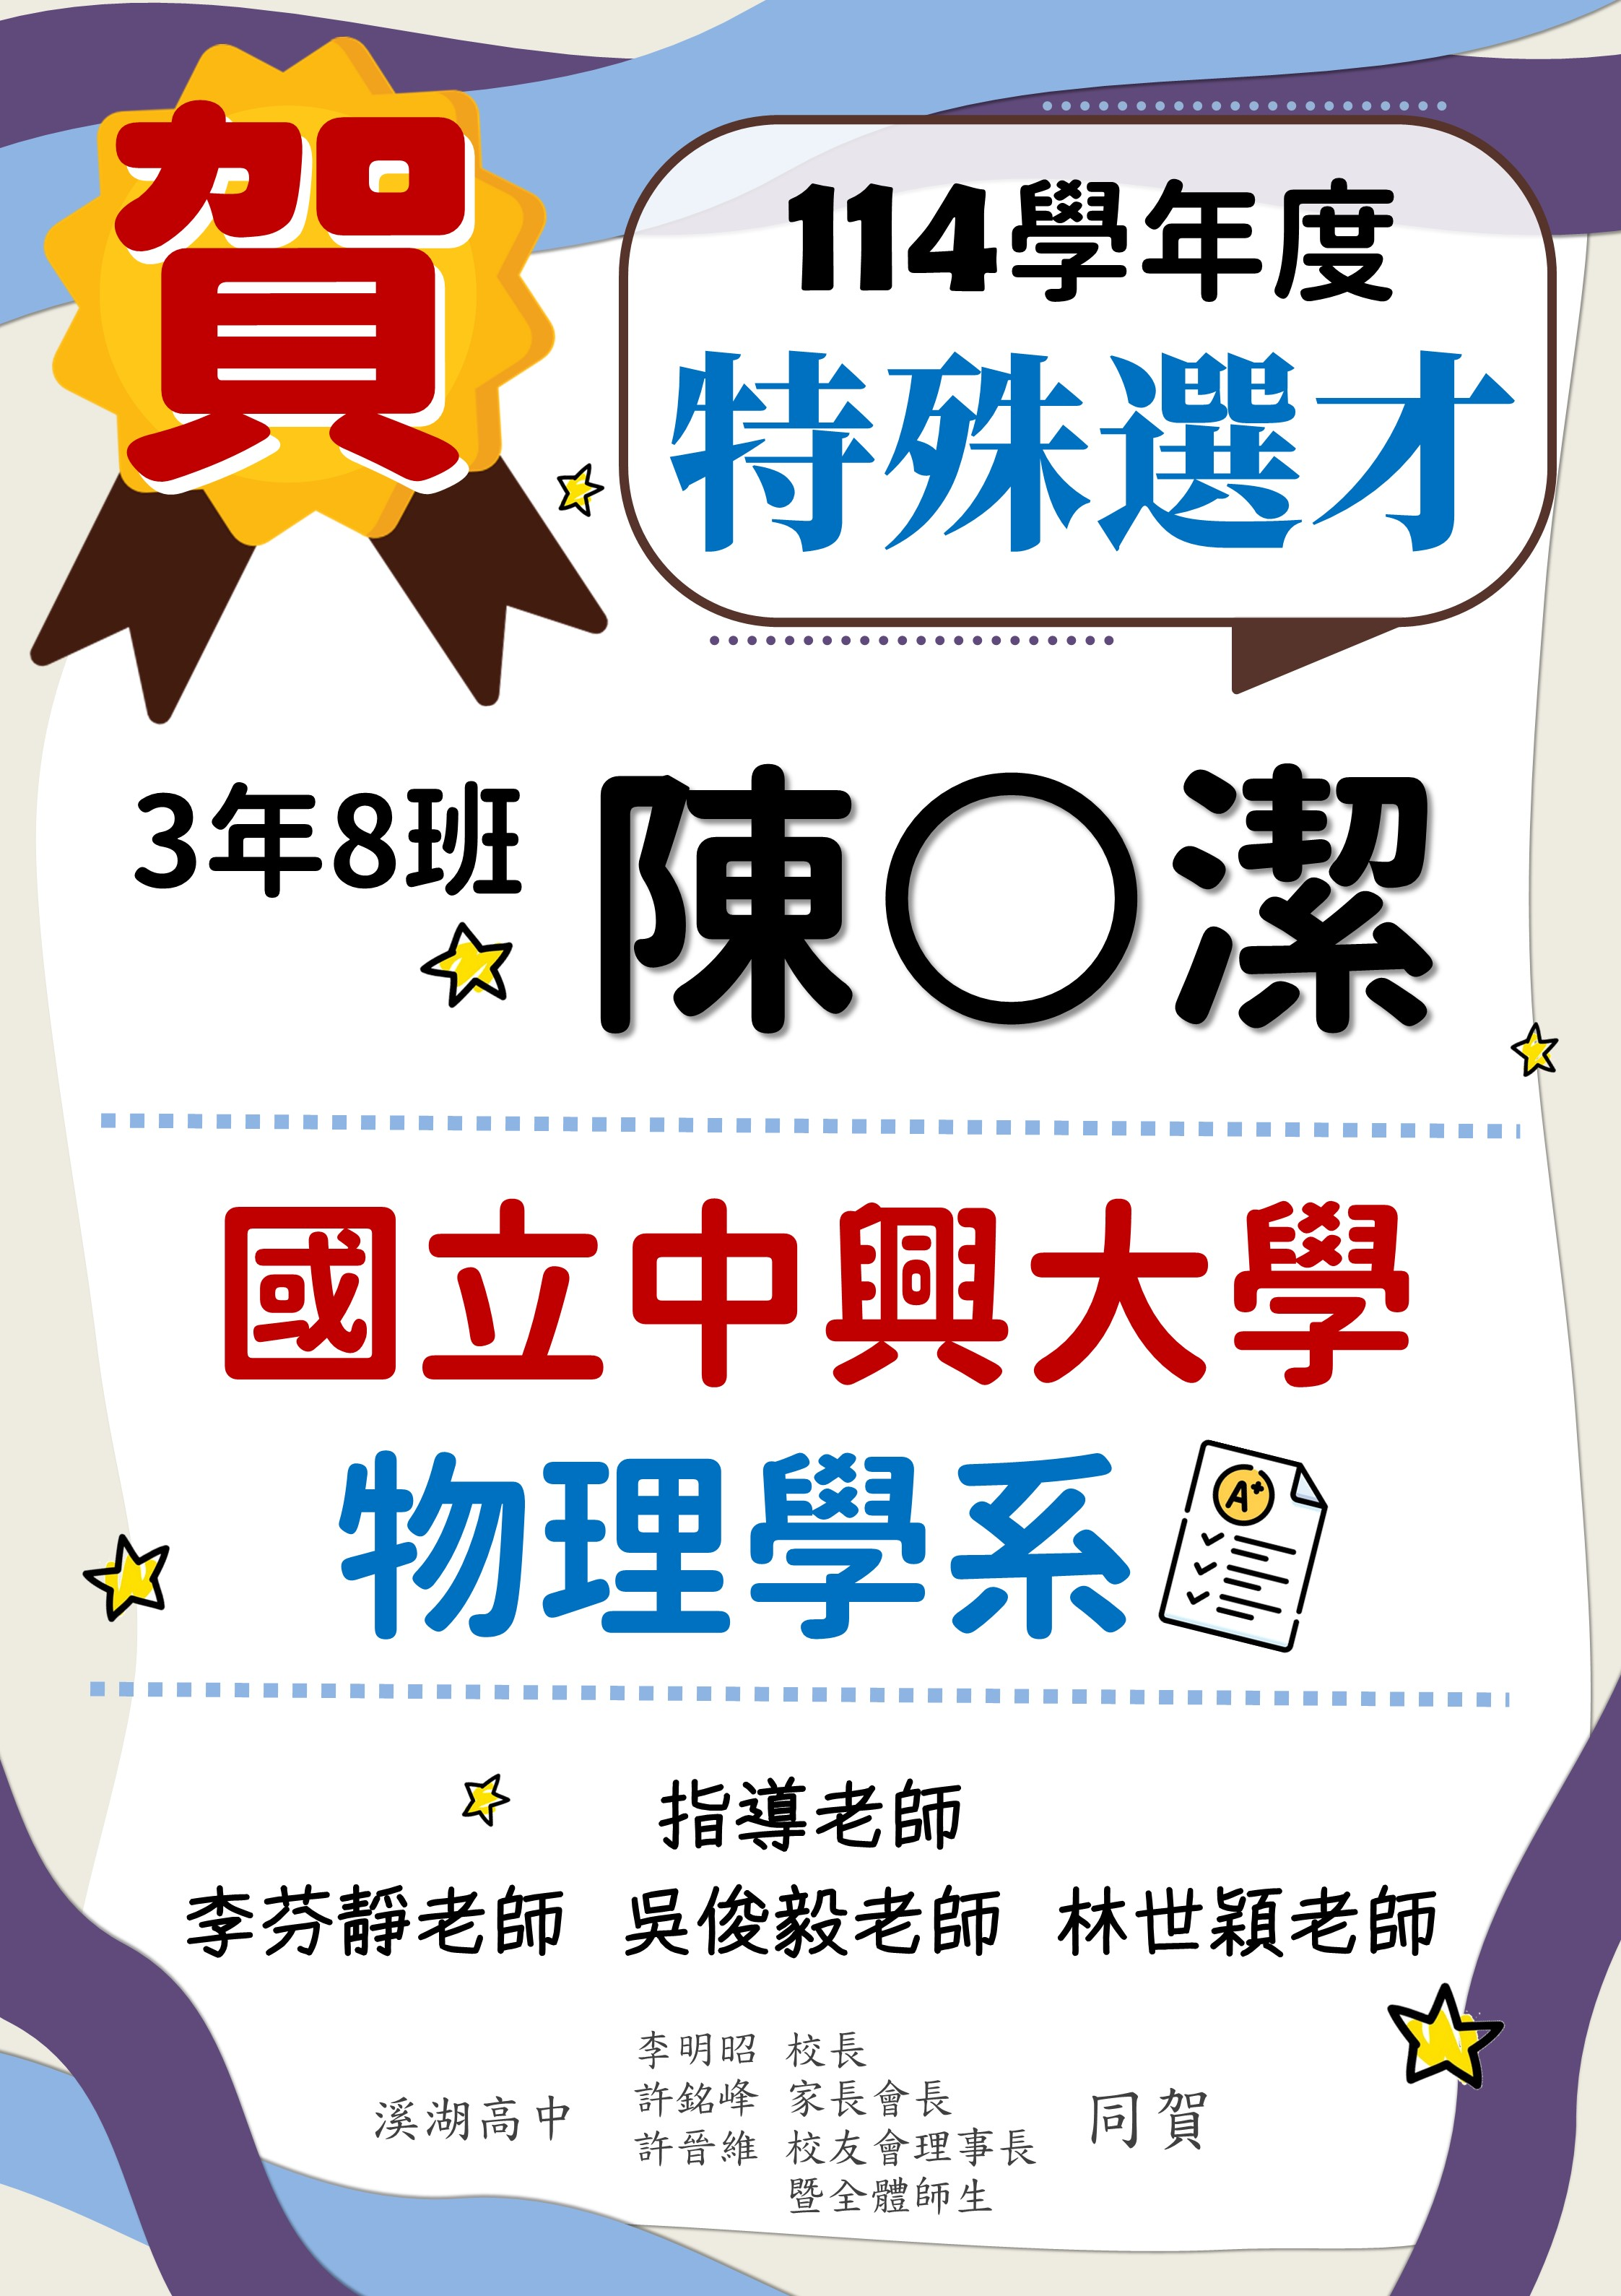 賀
114學年度
特殊選才
3年8班 陳○潔
國立中興大學
物理學系
A+
指導老師
李芬靜老師 吳俊毅老師 林世穎老師
溪湖高中
李明昭 校長
許銘峰 家長會長
許晉維 校友會理事長
暨全體師生
同賀